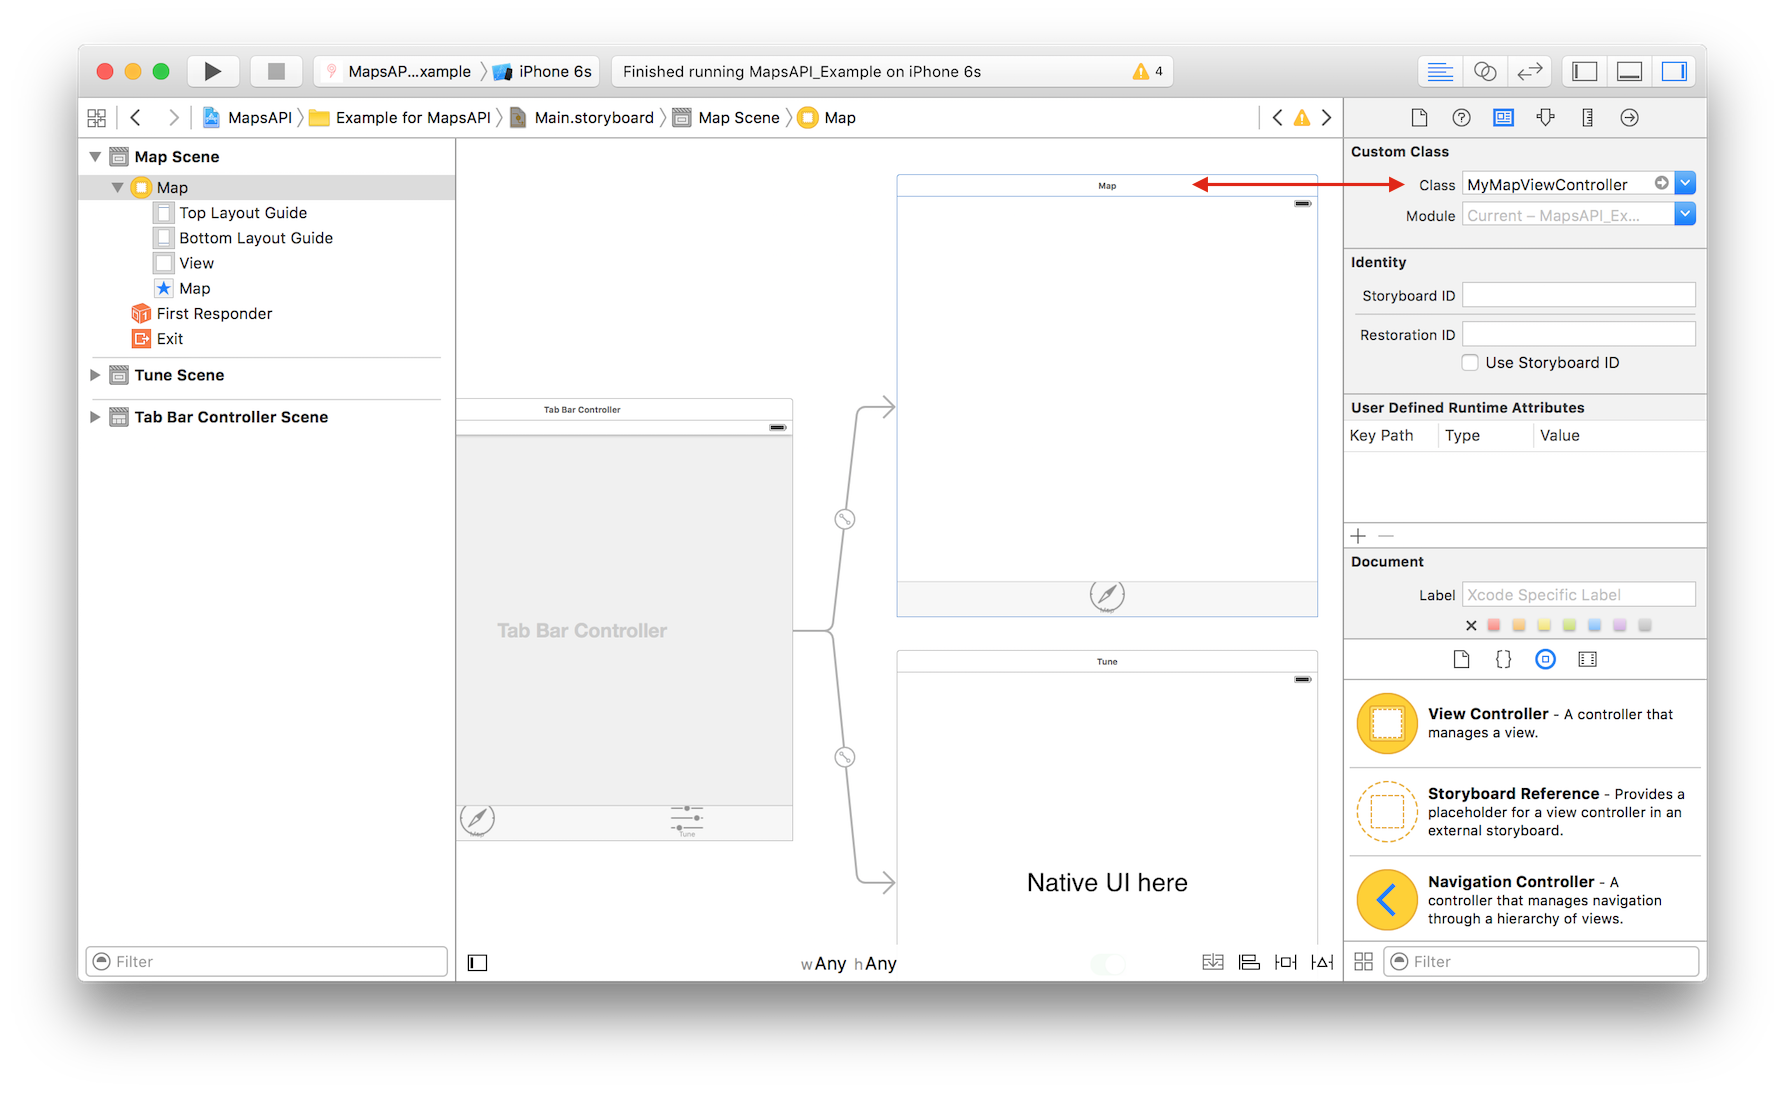 MapsAP...xample
iPhone 6s
Finished running MapsAPI_Example on iPhone 6s
4
MapsAPI
Example for MapsAPI
Main.storyboard
Map Scene
Map
Map Scene
Map
Top Layout Guide
Bottom Layout Guide
View
Map
First Responder
Exit
Tune Scene
Tab Bar Controller Scene
Filter
Tab Bar Controller
Tab Bar Controller
Map
Tune
Map
Map
Tune
Native UI here
wAny hAny
Custom Class
Class MyMapViewController
Module Current – MapsAPI_Ex...
Identity
Storyboard ID
Restoration ID
Use Storyboard ID
User Defined Runtime Attributes
Key Path Type Value
Document
Label Xcode Specific Label
View Controller - A controller that
manages a view.
Storyboard Reference - Provides a
placeholder for a view controller in an
external storyboard.
Navigation Controller - A
controller that manages navigation
through a hierarchy of views.
Filter